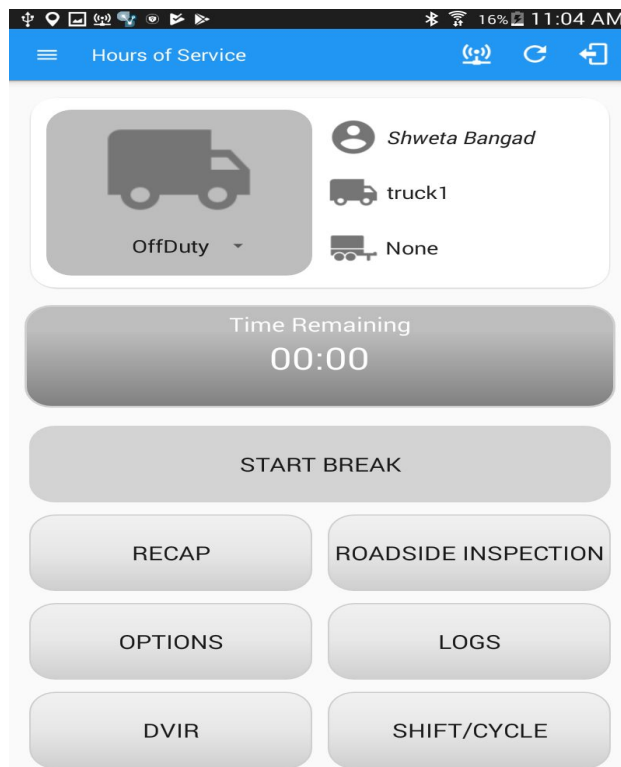 16% 11:04 AM
Hours of Service
Shweta Bangad
truck1
OffDuty
None
Time Remaining
00:00
START BREAK
RECAP
ROADSIDE INSPECTION
OPTIONS
LOGS
DVIR
SHIFT/CYCLE